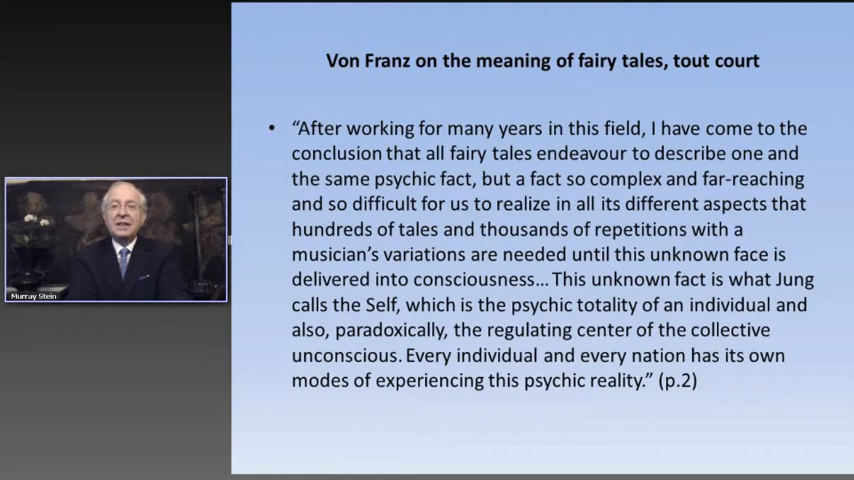 Von Franz on the meaning of fairy tales, tout court
• “After working for many years in this field, I have come to the
conclusion that all fairy tales endeavour to describe one and
the same psychic fact, but a fact so complex and far-reaching
and so difficult for us to realize in all its different aspects that
hundreds of tales and thousands of repetitions with a
musician’s variations are needed until this unknown face is
delivered into consciousness… This unknown fact is what Jung
calls the Self, which is the psychic totality of an individual and
also, paradoxically, the regulating center of the collective
unconscious. Every individual and every nation has its own
modes of experiencing this psychic reality.” (p.2)
Murray Stein